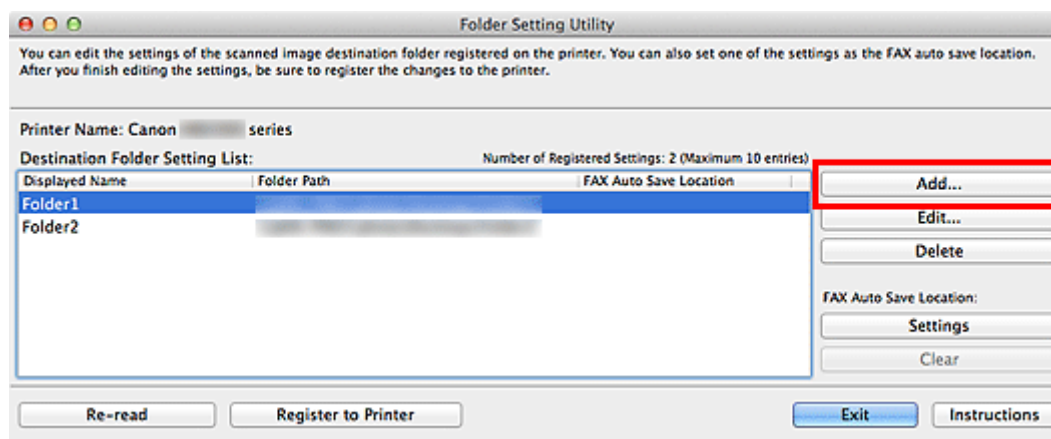 Folder Setting Utility
You can edit the settings of the scanned image destination folder registered on the printer. You can also set one of the settings as the FAX auto save location.
After you finish editing the settings, be sure to register the changes to the printer.
Printer Name: Canon series
Destination Folder Setting List: Number of Registered Settings: 2 (Maximum 10 entries)
Displayed Name Folder Path FAX Auto Save Location
Add...
Folder1
Edit...
Folder2
Delete
FAX Auto Save Location:
Settings
Clear
Re-read Register to Printer Exit Instructions